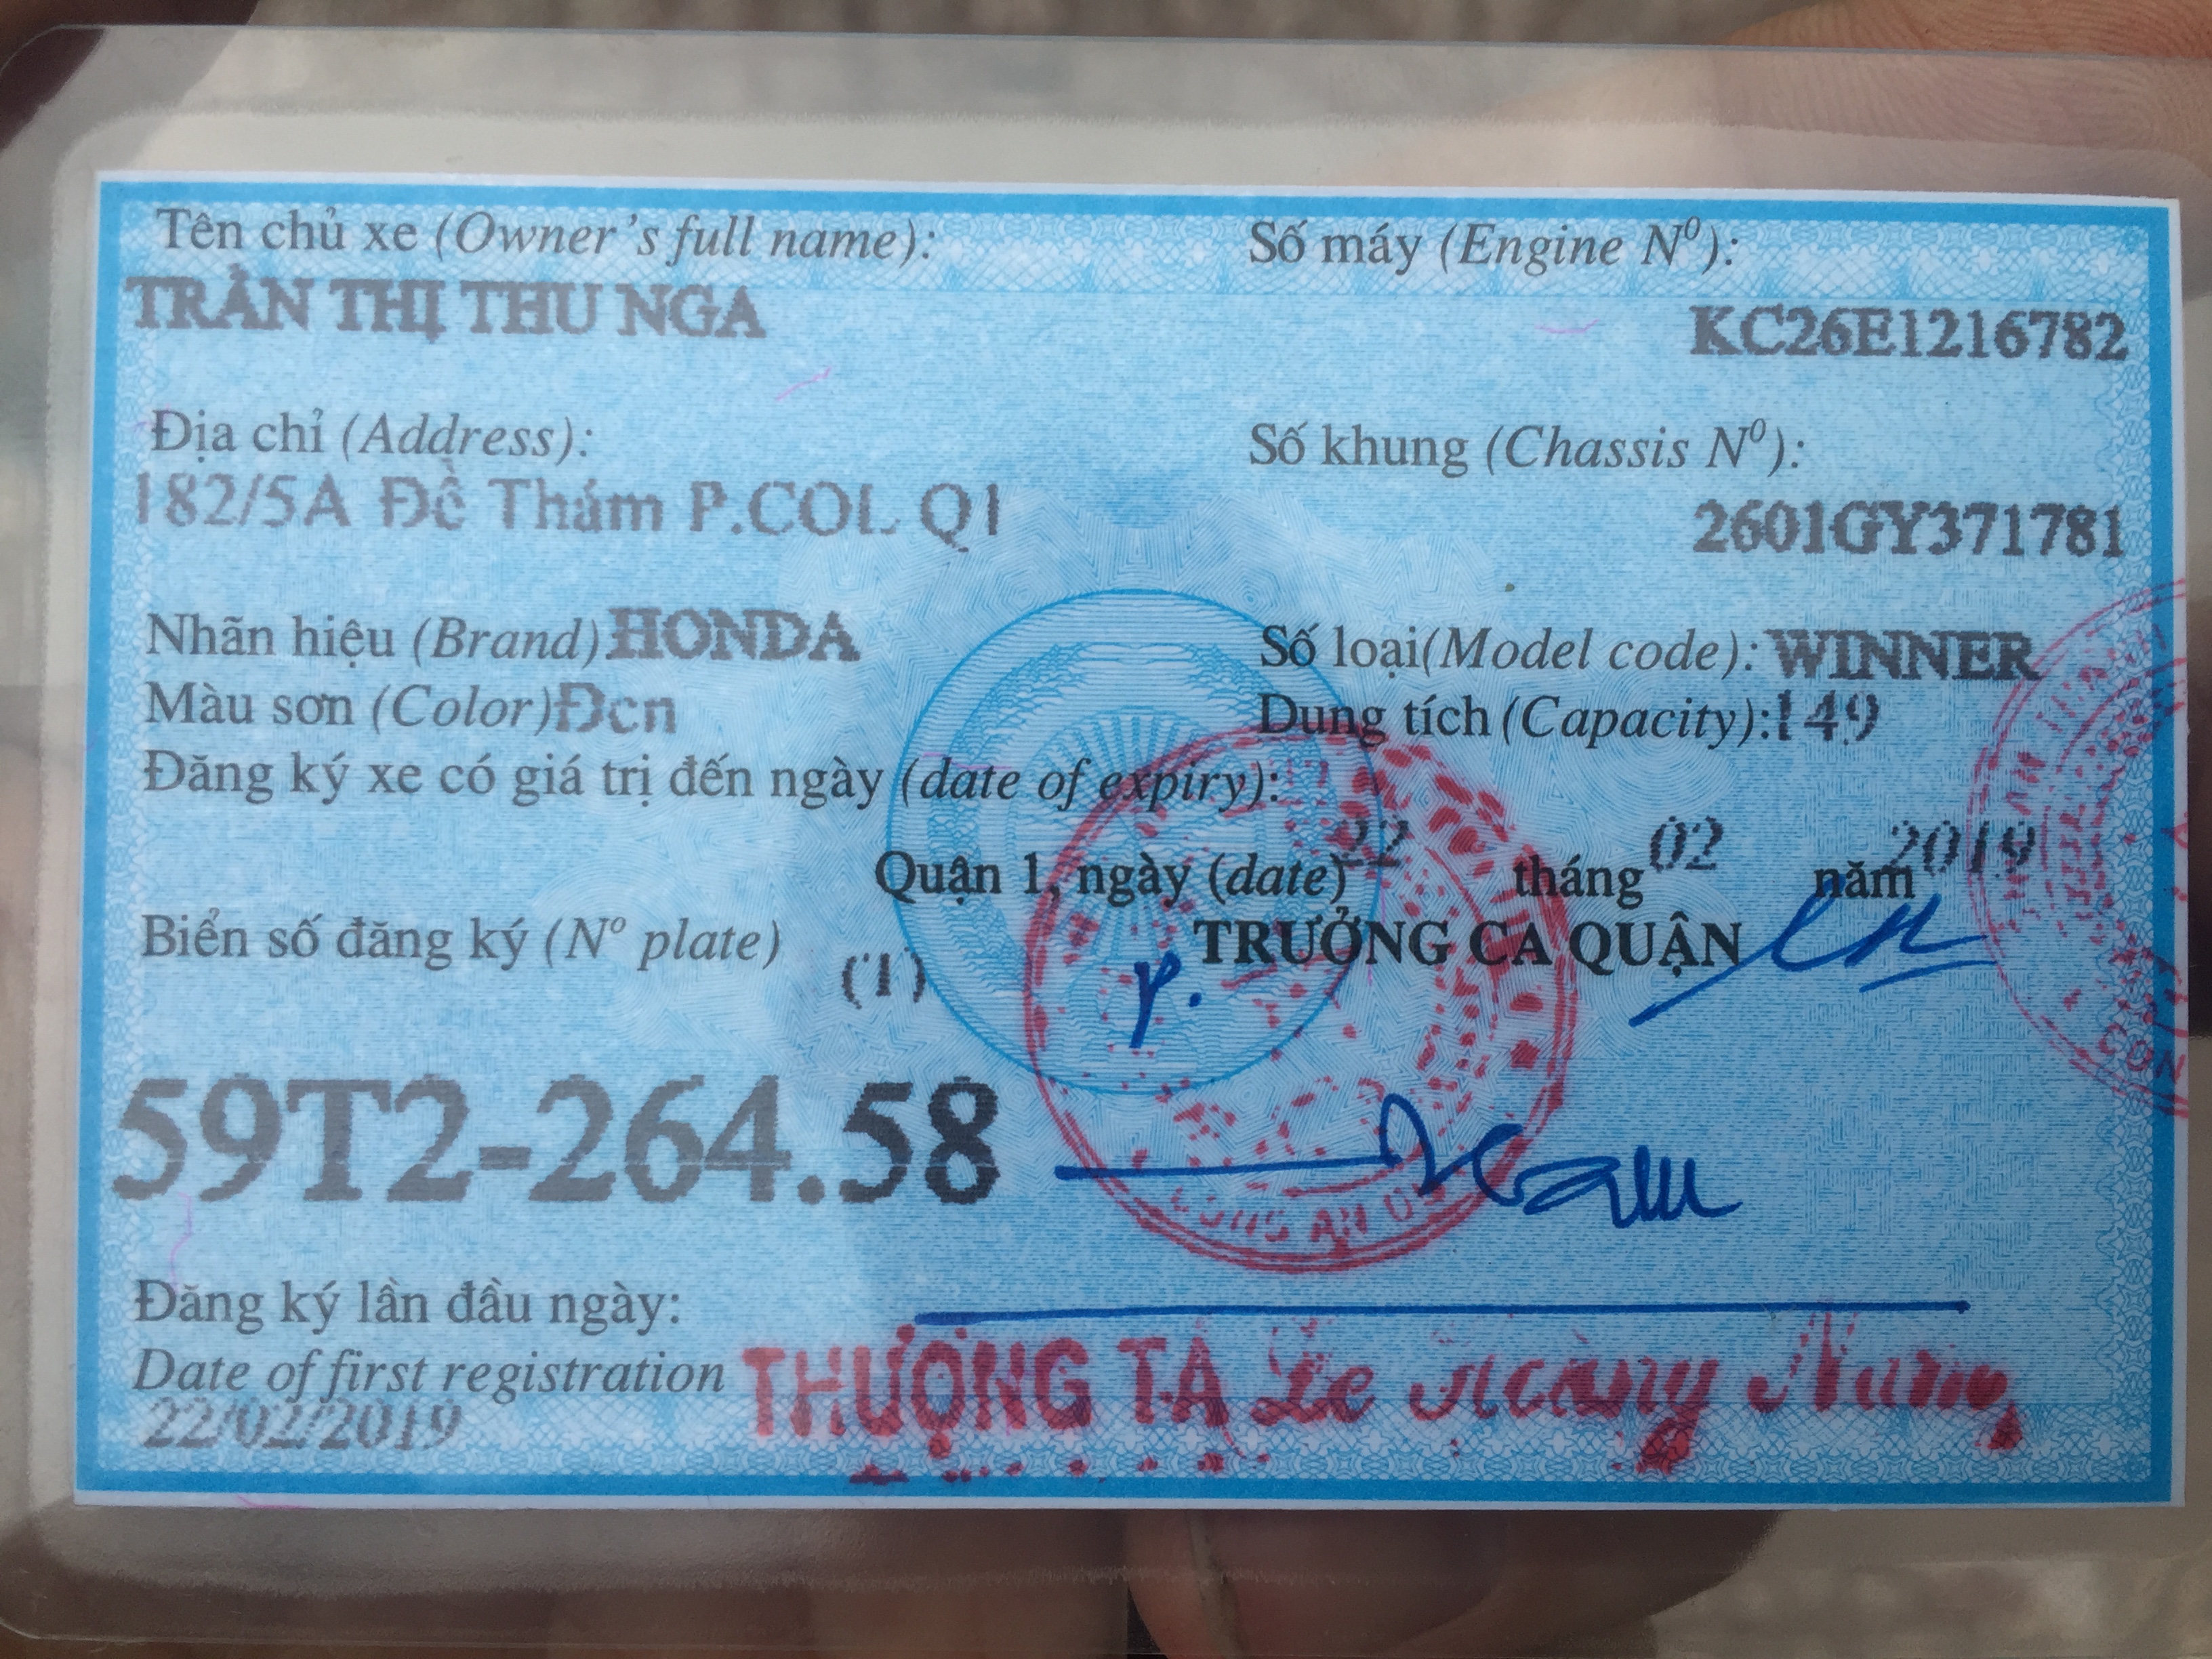 Tên chủ xe (Owner's full name): Số máy (Engine Nº):
TRẦN THỊ THU NGA KC26E1216782
Địa chỉ (Address): Số khung (Chassis Nº):
182/5A Đề Thám P.COL Q1 2601GY371781
Nhãn hiệu (Brand) HONDA Số loại(Model code): WINNER
Màu sơn (Color) Đen Dung tích (Capacity): 149
Đăng ký xe có giá trị đến ngày (date of expiry):
Quận 1, ngày (date) 22 tháng 02 năm 2019
Biển số đăng ký (Nº plate) (1) TRƯỞNG CA QUẬN
59T2-264.58
Đăng ký lần đầu ngày:
Date of first registration
22/02/2019 THƯỢNG TÁ